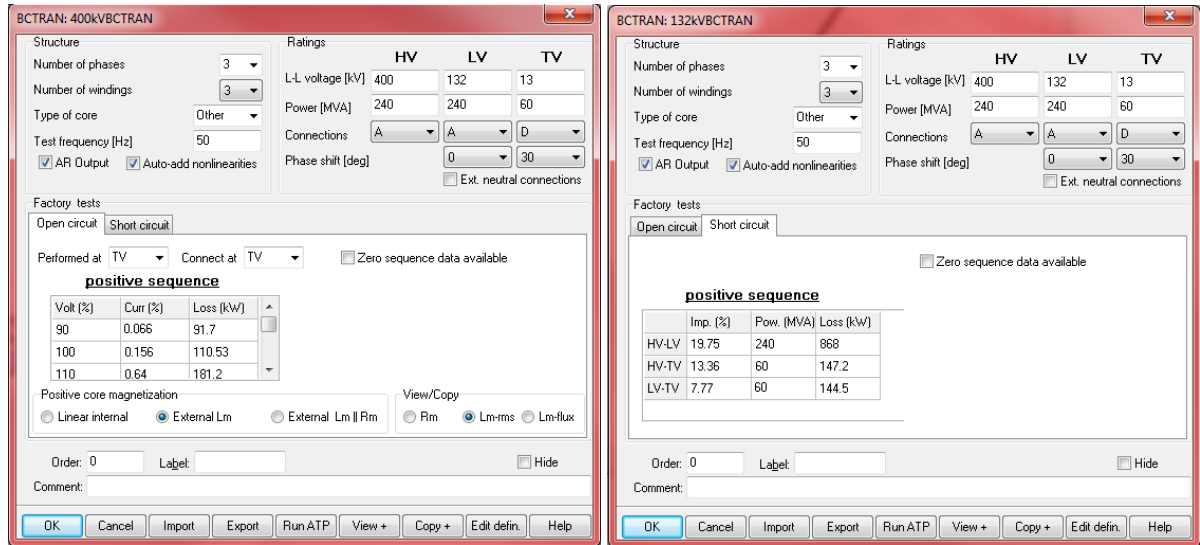 BCTRAN: 400kVBCTRAN
Structure
Number of phases 3
Number of windings 3
Type of core Other
Test frequency [Hz] 50
AR Output Auto-add nonlinearities
Ratings
HV LV TV
L-L voltage [kV] 400 132 13
Power [MVA] 240 240 60
Connections A A D
Phase shift [deg] 0 30
Ext. neutral connections
Factory tests
Open circuit Short circuit
Performed at TV Connect at TV Zero sequence data available
positive sequence
Volt (%) Curr (%) Loss (kW)
90 0.066 91.7
100 0.156 110.53
110 0.64 181.2
Positive core magnetization
Linear internal External Lm External Lm || Rm
View/Copy
Rm Lm-rms Lm-flux
Order: 0 Label: Hide
Comment:
OK Cancel Import Export Run ATP View + Copy + Edit defin. Help
BCTRAN: 132kVBCTRAN
Structure
Number of phases 3
Number of windings 3
Type of core Other
Test frequency [Hz] 50
AR Output Auto-add nonlinearities
Ratings
HV LV TV
L-L voltage [kV] 400 132 13
Power [MVA] 240 240 60
Connections A A D
Phase shift [deg] 0 30
Ext. neutral connections
Factory tests
Open circuit Short circuit
Zero sequence data available
positive sequence
Imp. (%) Pow. (MVA) Loss (kW)
HV-LV 19.75 240 868
HV-TV 13.36 60 147.2
LV-TV 7.77 60 144.5
Order: 0 Label: Hide
Comment:
OK Cancel Import Export Run ATP View + Copy + Edit defin. Help